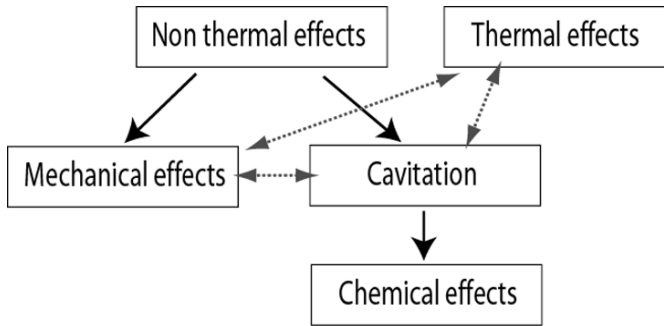 Non thermal effects
Thermal effects
Mechanical effects
Cavitation
Chemical effects